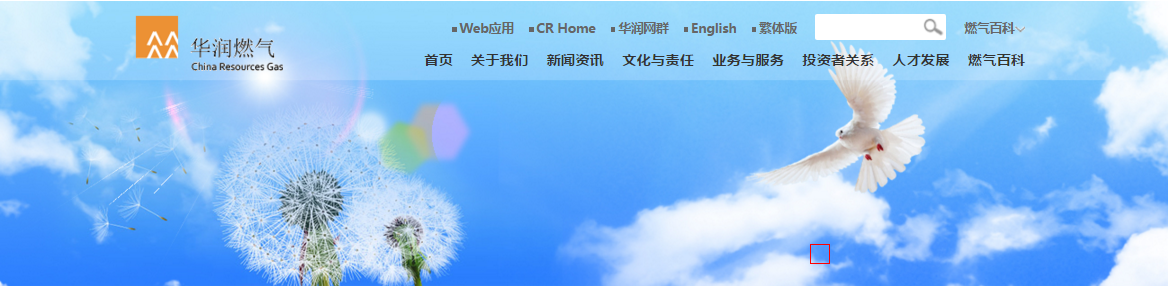 华润燃气
China Resources Gas
Web应用 CR Home 华润网群 English 繁体版 燃气百科
首页 关于我们 新闻资讯 文化与责任 业务与服务 投资者关系 人才发展 燃气百科